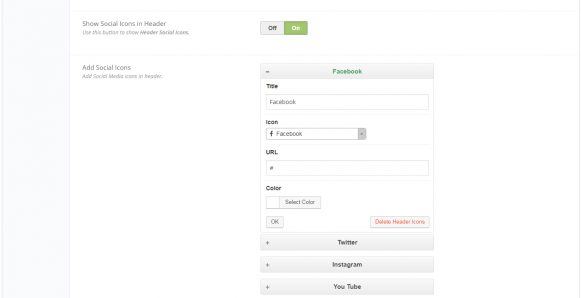 Show Social Icons in Header
Use this button to show Header Social Icons.
Off On
Add Social Icons
Add Social Media icons in header.
− Facebook
Title
Facebook
Icon
Facebook
URL
#
Color
Select Color
OK
Delete Header Icons
+ Twitter
+ Instagram
+ You Tube